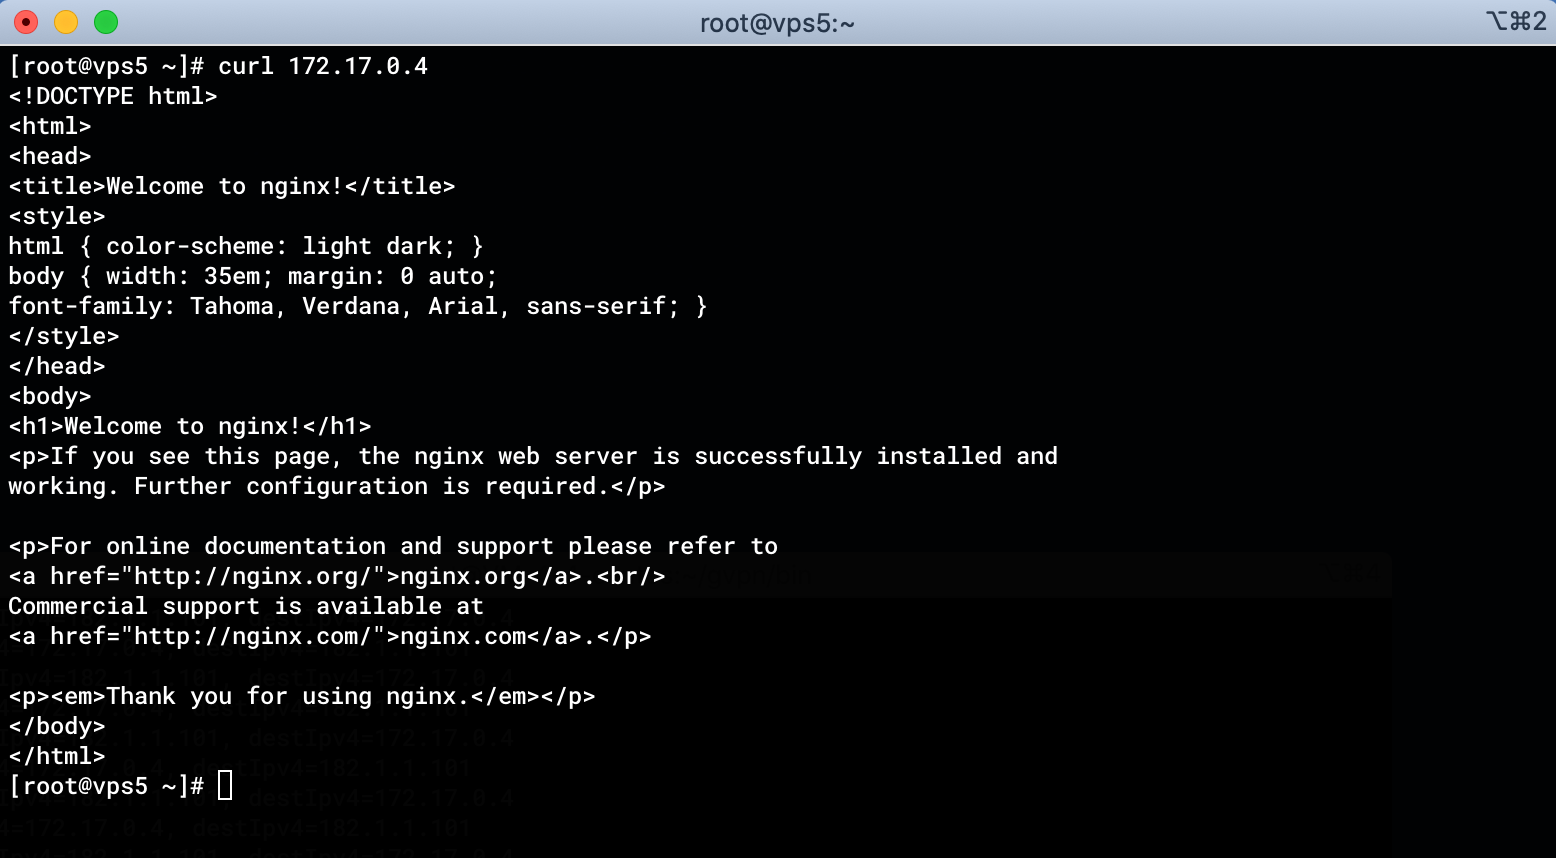 root@vps5:~
⌥⌘2
[root@vps5 ~]# curl 172.17.0.4
<!DOCTYPE html>
<html>
<head>
<title>Welcome to nginx!</title>
<style>
html { color-scheme: light dark; }
body { width: 35em; margin: 0 auto;
font-family: Tahoma, Verdana, Arial, sans-serif; }
</style>
</head>
<body>
<h1>Welcome to nginx!</h1>
<p>If you see this page, the nginx web server is successfully installed and
working. Further configuration is required.</p>

<p>For online documentation and support please refer to
<a href="http://nginx.org/">nginx.org</a>.<br/>
Commercial support is available at
<a href="http://nginx.com/">nginx.com</a>.</p>

<p><em>Thank you for using nginx.</em></p>
</body>
</html>
[root@vps5 ~]#